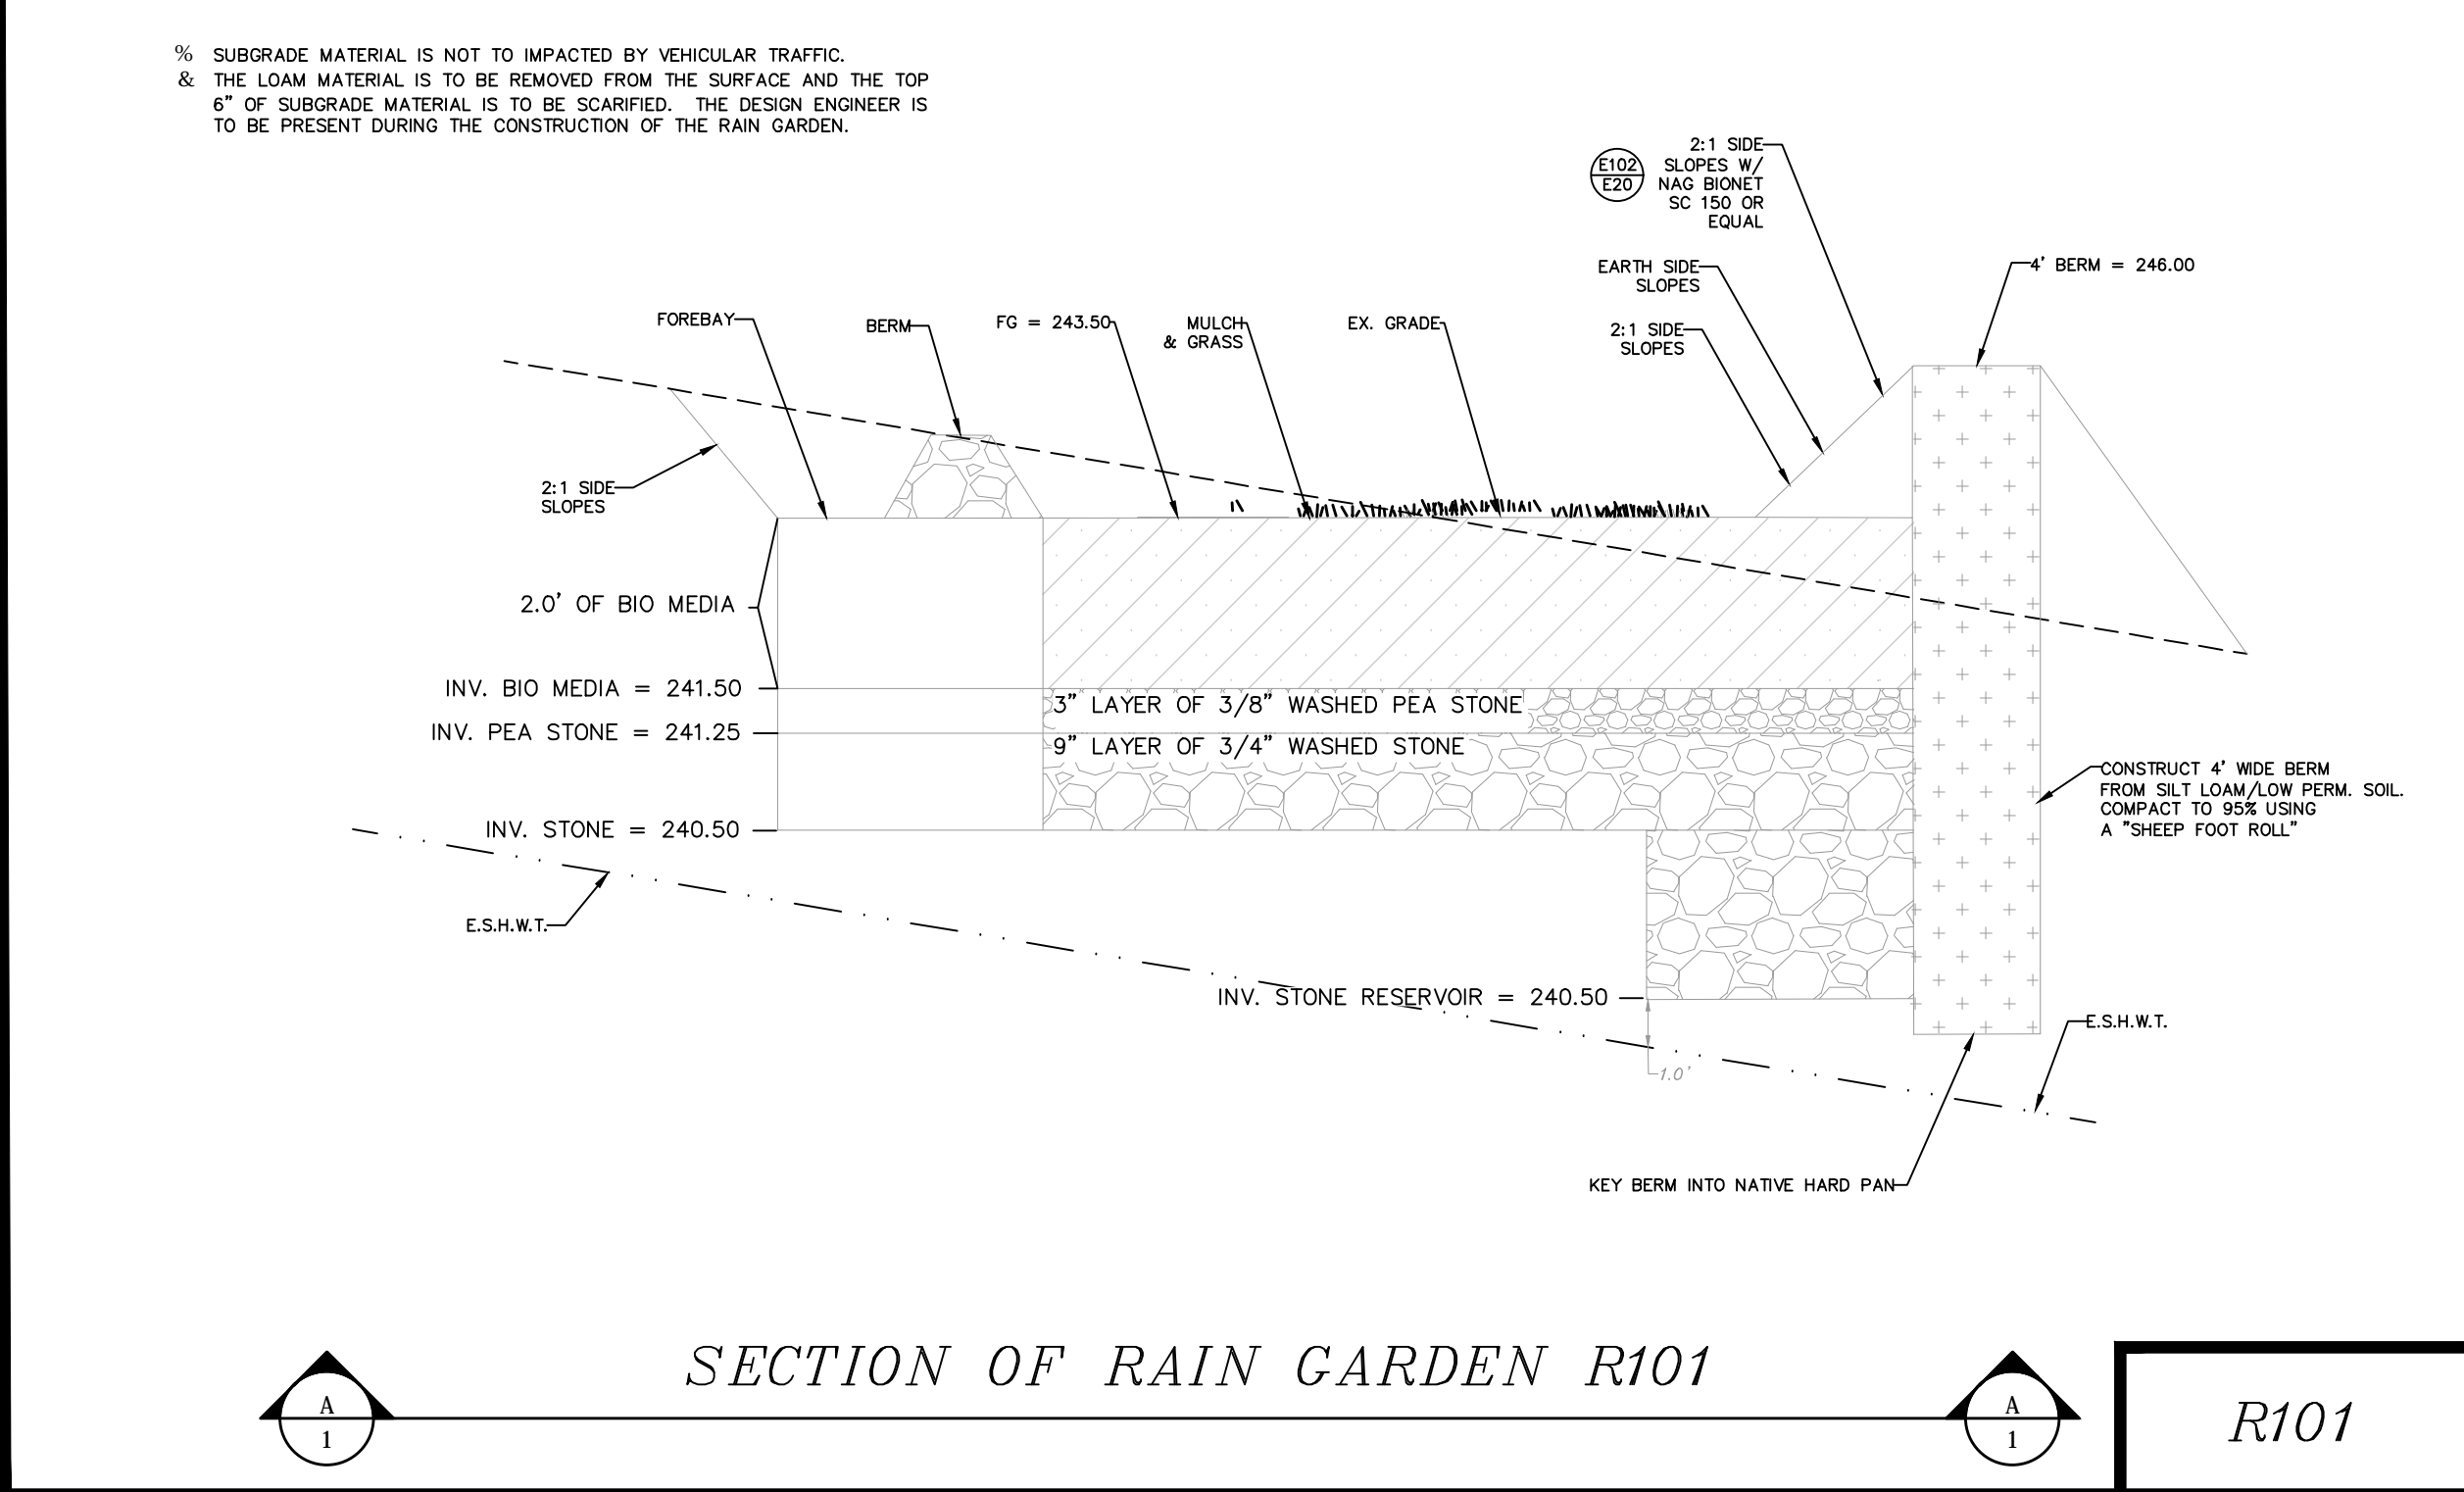 % SUBGRADE MATERIAL IS NOT TO IMPACTED BY VEHICULAR TRAFFIC.
& THE LOAM MATERIAL IS TO BE REMOVED FROM THE SURFACE AND THE TOP
6" OF SUBGRADE MATERIAL IS TO BE SCARIFIED. THE DESIGN ENGINEER IS
TO BE PRESENT DURING THE CONSTRUCTION OF THE RAIN GARDEN.
E102
E20
2:1 SIDE
SLOPES W/
NAG BIONET
SC 150 OR
EQUAL
EARTH SIDE
SLOPES
4' BERM = 246.00
FOREBAY
BERM
FG = 243.50
MULCH
& GRASS
EX. GRADE
2:1 SIDE
SLOPES
2:1 SIDE
SLOPES
2.0' OF BIO MEDIA
INV. BIO MEDIA = 241.50
3" LAYER OF 3/8" WASHED PEA STONE
INV. PEA STONE = 241.25
9" LAYER OF 3/4" WASHED STONE
CONSTRUCT 4' WIDE BERM
FROM SILT LOAM/LOW PERM. SOIL.
COMPACT TO 95% USING
A "SHEEP FOOT ROLL"
INV. STONE = 240.50
E.S.H.W.T.
INV. STONE RESERVOIR = 240.50
E.S.H.W.T.
1.0'
KEY BERM INTO NATIVE HARD PAN
SECTION OF RAIN GARDEN R101
A
1
A
1
R101